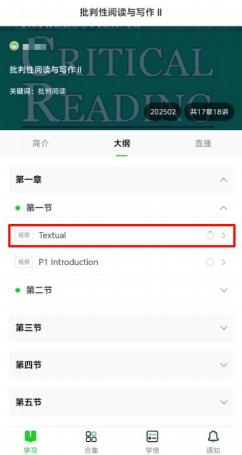 批判性阅读与写作 II
批判性阅读与写作 II
CRITICAL
关键词：批判阅读
READING
202502
共17章18讲
简介
大纲
直播
第一章
第一节
视频 Textual
视频 P1 Introduction
第二节
第三节
第四节
第五节
学习
合集
学情
通知